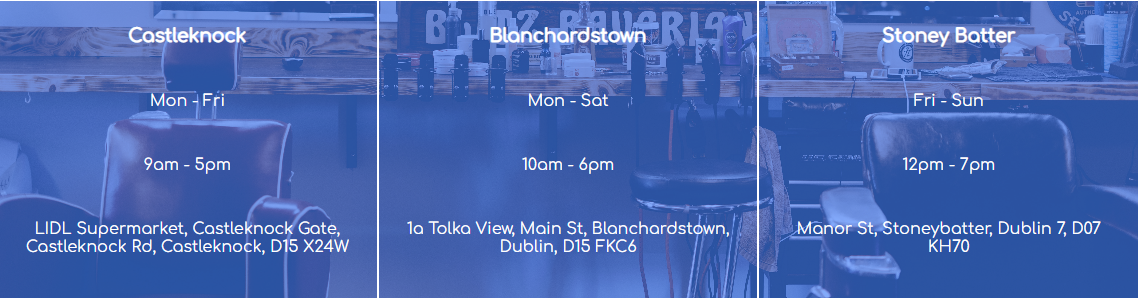 Castleknock
Mon - Fri
9am - 5pm
LIDL Supermarket, Castleknock Gate,
Castleknock Rd, Castleknock, D15 X24W
Blanchardstown
Mon - Sat
10am - 6pm
1a Tolka View, Main St, Blanchardstown,
Dublin, D15 FKC6
Stoney Batter
Fri - Sun
12pm - 7pm
Manor St, Stoneybatter, Dublin 7, D07
KH70